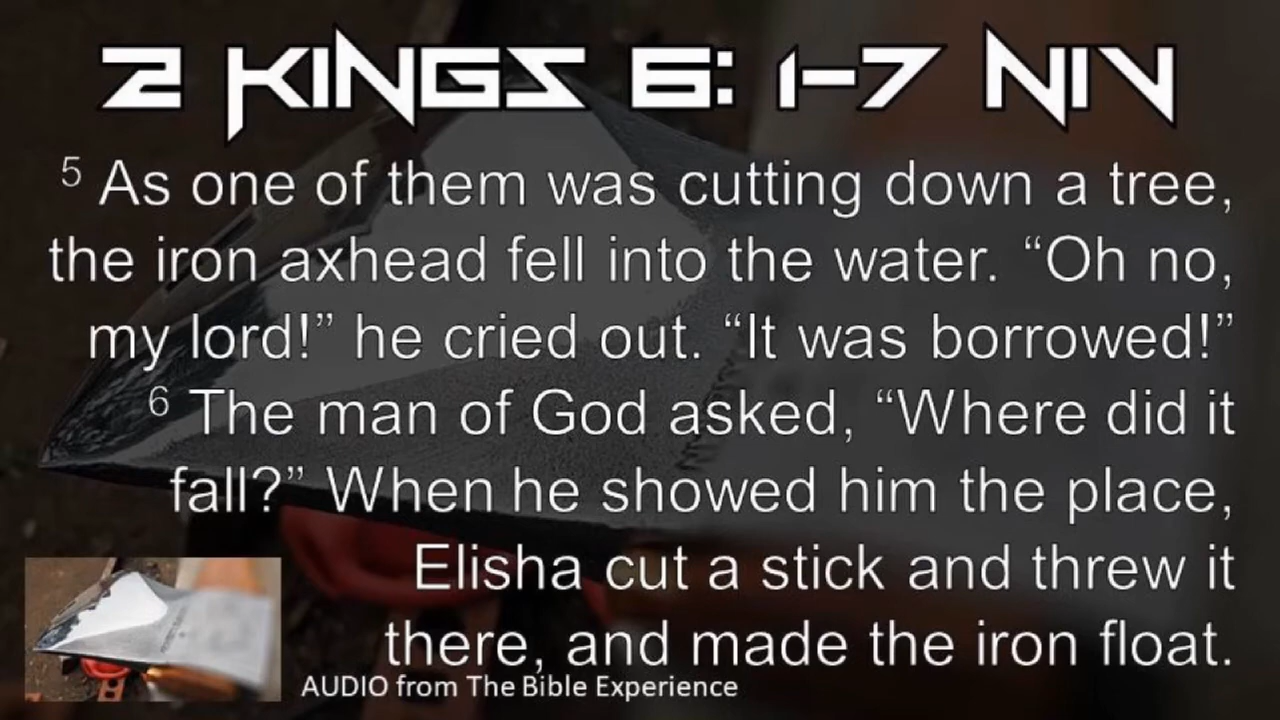 2 KINGS 6: 1-7 NIV
5 As one of them was cutting down a tree,
the iron axhead fell into the water. “Oh no,
my lord!” he cried out. “It was borrowed!”
6 The man of God asked, “Where did it
fall?” When he showed him the place,
Elisha cut a stick and threw it
there, and made the iron float.
AUDIO from The Bible Experience